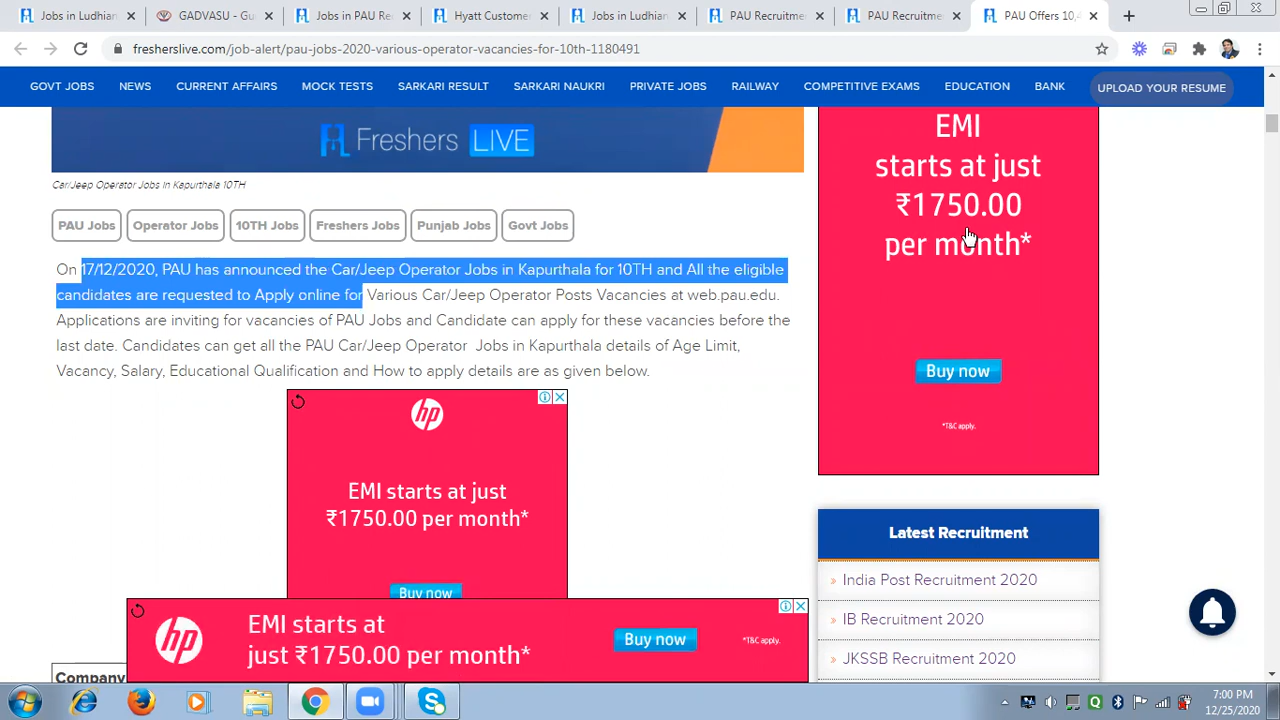 Jobs in Ludhian
GADVASU - Gu
Jobs in PAU Re
Hyatt Customer
Jobs in Ludhian
PAU Recruitme
PAU Recruitme
PAU Offers 10,4
fresherslive.com/job-alert/pau-jobs-2020-various-operator-vacancies-for-10th-1180491
GOVT JOBS NEWS CURRENT AFFAIRS MOCK TESTS SARKARI RESULT SARKARI NAUKRI PRIVATE JOBS RAILWAY COMPETITIVE EXAMS EDUCATION BANK UPLOAD YOUR RESUME
Freshers LIVE
Car/Jeep Operator Jobs In Kapurthala 10TH
PAU Jobs Operator Jobs 10TH Jobs Freshers Jobs Punjab Jobs Govt Jobs
On 17/12/2020, PAU has announced the Car/Jeep Operator Jobs in Kapurthala for 10TH and All the eligible
candidates are requested to Apply online for Various Car/Jeep Operator Posts Vacancies at web.pau.edu.
Applications are inviting for vacancies of PAU Jobs and Candidate can apply for these vacancies before the
last date. Candidates can get all the PAU Car/Jeep Operator Jobs in Kapurthala details of Age Limit,
Vacancy, Salary, Educational Qualification and How to apply details are as given below.
hp
EMI starts at just
₹1750.00 per month*
Buy now
hp
EMI starts at
just ₹1750.00 per month*
Buy now
*T&C apply.
Company
EMI
starts at just
₹1750.00
per month*
Buy now
*T&C apply.
Latest Recruitment
» India Post Recruitment 2020
» IB Recruitment 2020
» JKSSB Recruitment 2020
7:00 PM
12/25/2020